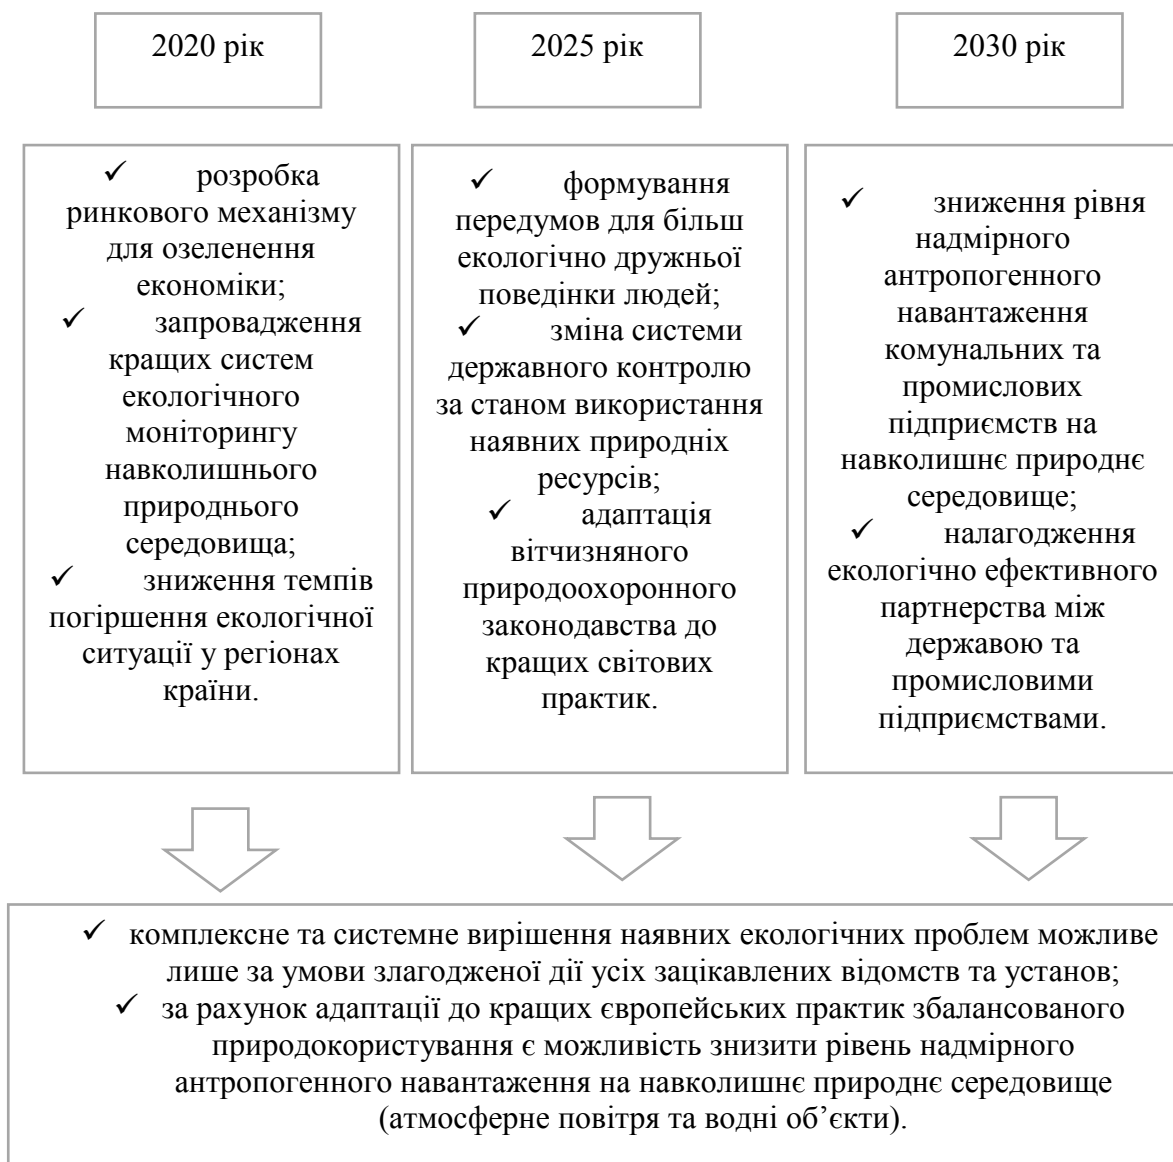 2020 рік
2025 рік
2030 рік
✓ розробка
ринкового механізму
для озеленення
економіки;
✓ запровадження
кращих систем
екологічного
моніторингу
навколишнього
природнього
середовища;
✓ зниження темпів
погіршення екологічної
ситуації у регіонах
країни.
✓ формування
передумов для більш
екологічно дружньої
поведінки людей;
✓ зміна системи
державного контролю
за станом використання
наявних природніх
ресурсів;
✓ адаптація
вітчизняного
природоохоронного
законодавства до
кращих світових
практик.
✓ зниження рівня
надмірного
антропогенного
навантаження
комунальних та
промислових
підприємств на
навколишнє природнє
середовище;
✓ налагодження
екологічно ефективного
партнерства між
державою та
промисловими
підприємствами.
✓ комплексне та системне вирішення наявних екологічних проблем можливе
лише за умови злагодженої дії усіх зацікавлених відомств та установ;
✓ за рахунок адаптації до кращих європейських практик збалансованого
природокористування є можливість знизити рівень надмірного
антропогенного навантаження на навколишнє природнє середовище
(атмосферне повітря та водні об’єкти).